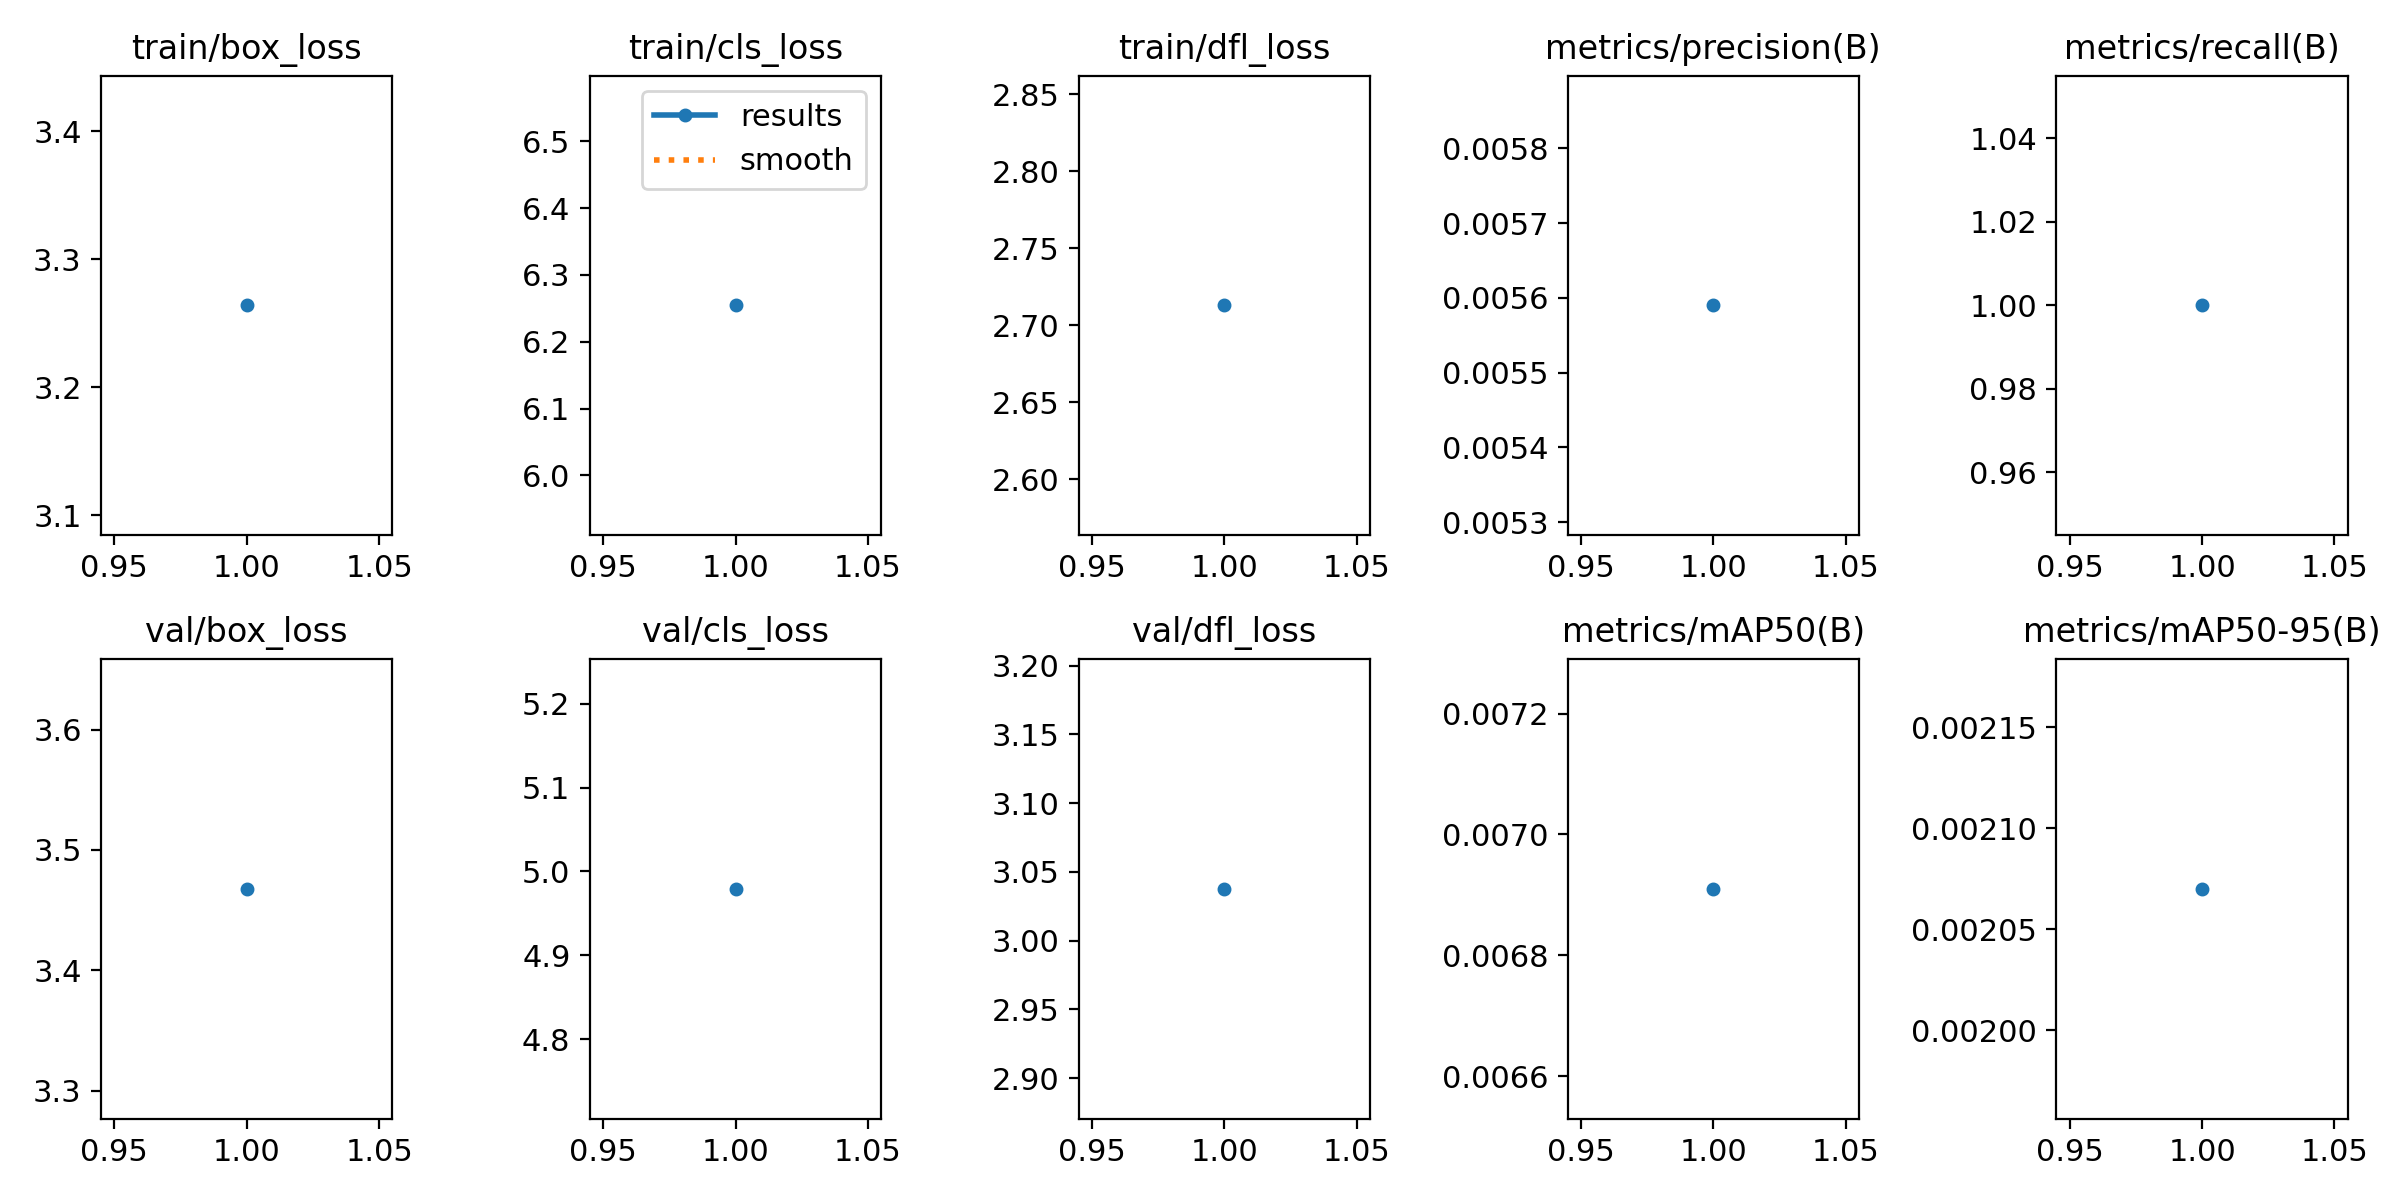 train/box_loss
3.4
3.3
3.2
3.1
0.95 1.00 1.05
train/cls_loss
results
smooth
6.5
6.4
6.3
6.2
6.1
6.0
0.95 1.00 1.05
train/dfl_loss
2.85
2.80
2.75
2.70
2.65
2.60
0.95 1.00 1.05
metrics/precision(B)
0.0058
0.0057
0.0056
0.0055
0.0054
0.0053
0.95 1.00 1.05
metrics/recall(B)
1.04
1.02
1.00
0.98
0.96
0.95 1.00 1.05
val/box_loss
3.6
3.5
3.4
3.3
0.95 1.00 1.05
val/cls_loss
5.2
5.1
5.0
4.9
4.8
0.95 1.00 1.05
val/dfl_loss
3.20
3.15
3.10
3.05
3.00
2.95
2.90
0.95 1.00 1.05
metrics/mAP50(B)
0.0072
0.0070
0.0068
0.0066
0.95 1.00 1.05
metrics/mAP50-95(B)
0.00215
0.00210
0.00205
0.00200
0.95 1.00 1.05